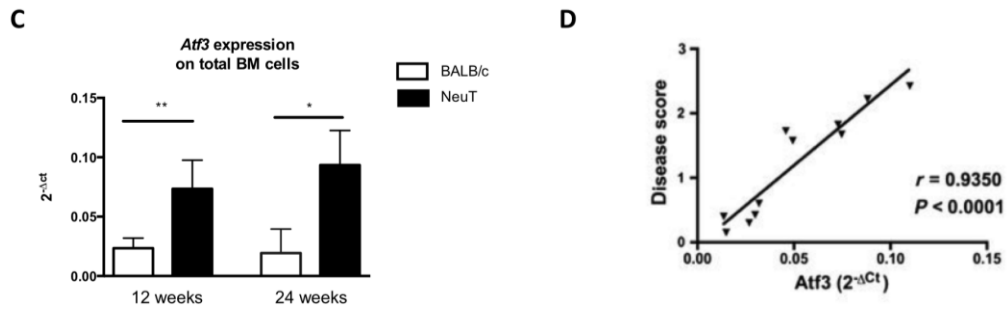 C
Atf3 expression
on total BM cells
BALB/c
NeuT
0.15
0.10
0.05
0.00
2-ΔCt
**
*
12 weeks
24 weeks
D
3
2
1
0
Disease score
r = 0.9350
P < 0.0001
0.00
0.05
0.10
0.15
Atf3 (2-ΔCt)